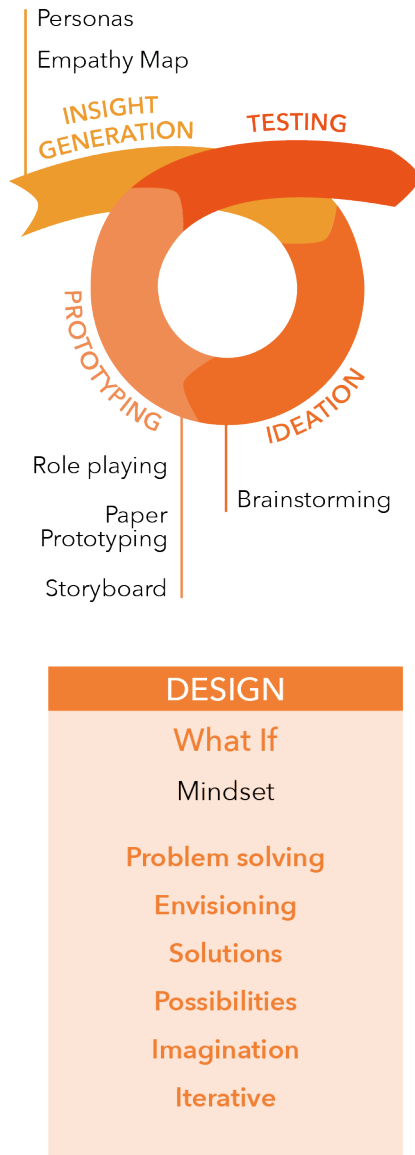 Personas
Empathy Map
INSIGHT
GENERATION
TESTING
PROTOTYPING
IDEATION
Role playing
Paper
Prototyping
Storyboard
Brainstorming
DESIGN
What If
Mindset
Problem solving
Envisioning
Solutions
Possibilities
Imagination
Iterative